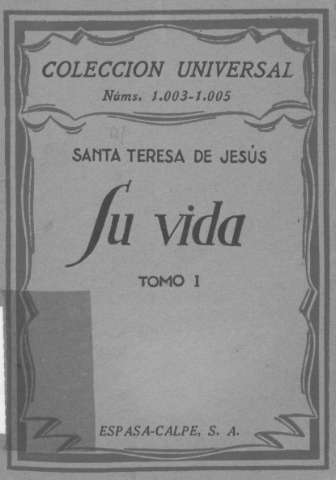 COLECCION UNIVERSAL
Núms. 1.003-1.005
SANTA TERESA DE JESÚS
Su vida
TOMO I
ESPASA-CALPE, S. A.